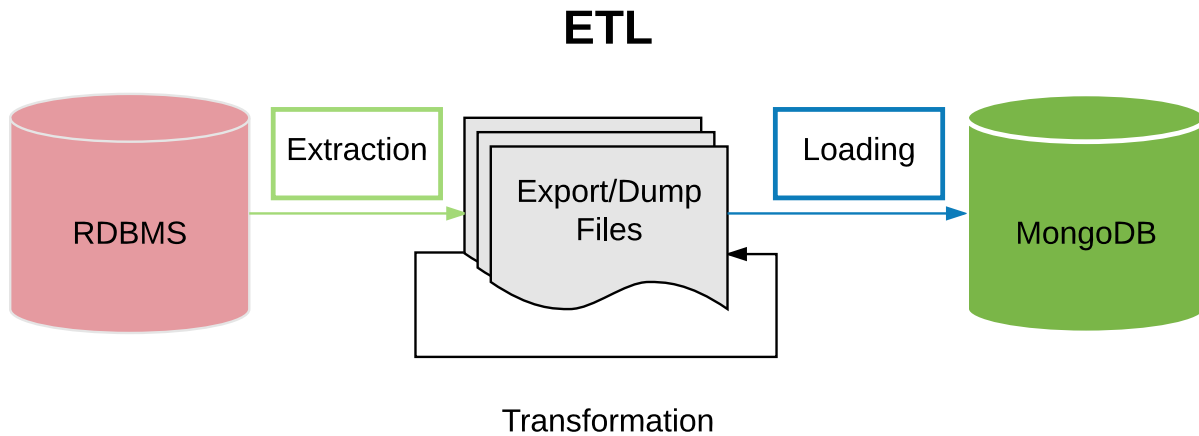 ETL
Extraction
Loading
Export/Dump
Files
RDBMS
MongoDB
Transformation